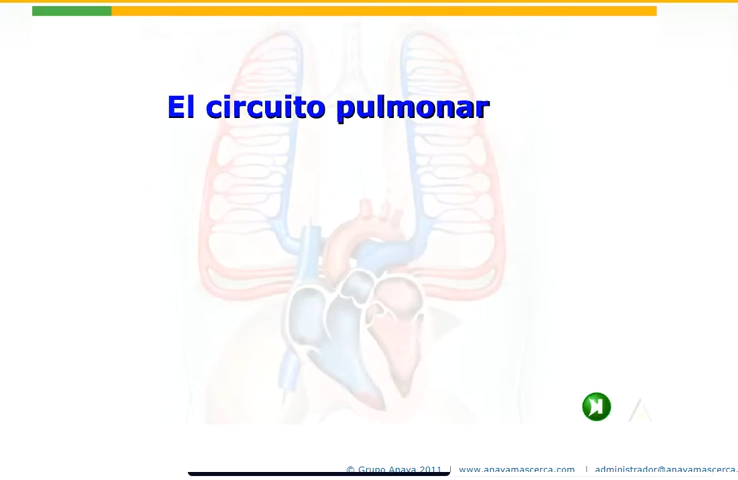 El circuito pulmonar
© Grupo Anaya 2011 | www.anayamascerca.com | administrador@anayamascerca.